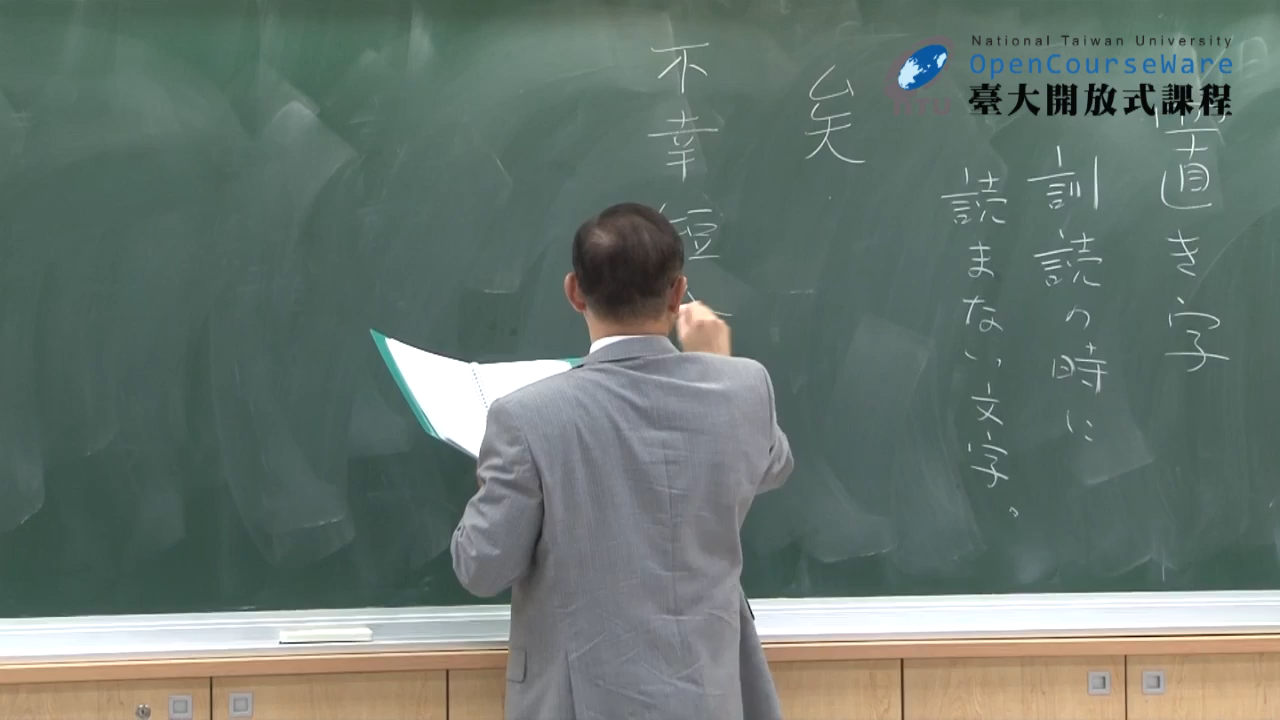 National Taiwan University
OpenCourseWare
臺大開放式課程
置き字
訓読の時に
読まない文字。
矣
不幸短